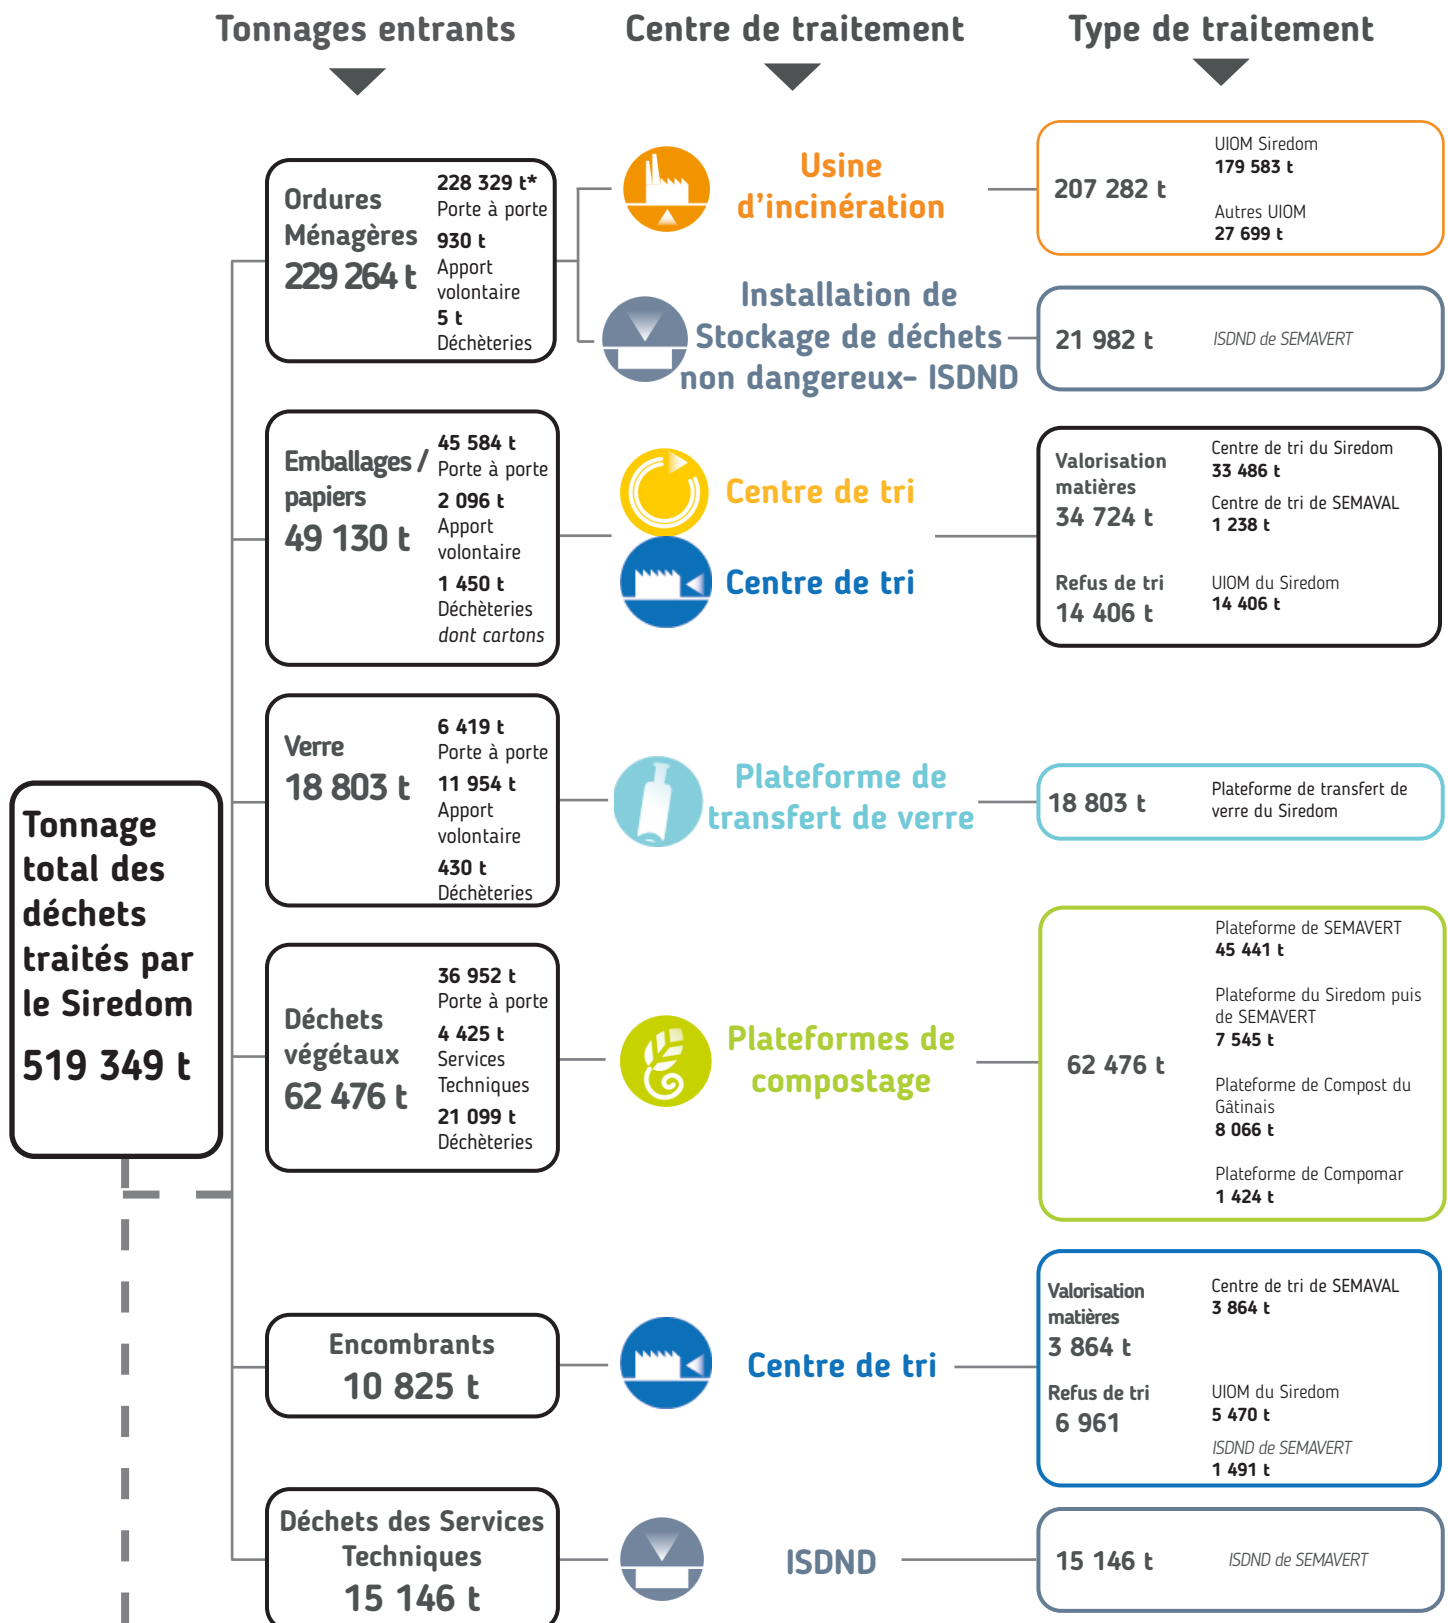 Tonnages entrants
Centre de traitement
Type de traitement
Tonnage
total des
déchets
traités par
le Siredom
519 349 t
Ordures
Ménagères
229 264 t
228 329 t*
Porte à porte
930 t
Apport
volontaire
5 t
Déchèteries
Usine
d'incinération
207 282 t
UIOM Siredom
179 583 t
Autres UIOM
27 699 t
Installation de
Stockage de déchets
non dangereux- ISDND
21 982 t
ISDND de SEMAVERT
Emballages /
papiers
49 130 t
45 584 t
Porte à porte
2 096 t
Apport
volontaire
1 450 t
Déchèteries
dont cartons
Centre de tri
Centre de tri
Valorisation
matières
34 724 t
Centre de tri du Siredom
33 486 t
Centre de tri de SEMAVAL
1 238 t
Refus de tri
14 406 t
UIOM du Siredom
14 406 t
Verre
18 803 t
6 419 t
Porte à porte
11 954 t
Apport
volontaire
430 t
Déchèteries
Plateforme de
transfert de verre
18 803 t
Plateforme de transfert de
verre du Siredom
Déchets
végétaux
62 476 t
36 952 t
Porte à porte
4 425 t
Services
Techniques
21 099 t
Déchèteries
Plateformes de
compostage
62 476 t
Plateforme de SEMAVERT
45 441 t
Plateforme du Siredom puis
de SEMAVERT
7 545 t
Plateforme de Compost du
Gâtinais
8 066 t
Plateforme de Compomar
1 424 t
Encombrants
10 825 t
Centre de tri
Valorisation
matières
3 864 t
Centre de tri de SEMAVAL
3 864 t
Refus de tri
6 961
UIOM du Siredom
5 470 t
ISDND de SEMAVERT
1 491 t
Déchets des Services
Techniques
15 146 t
ISDND
15 146 t
ISDND de SEMAVERT